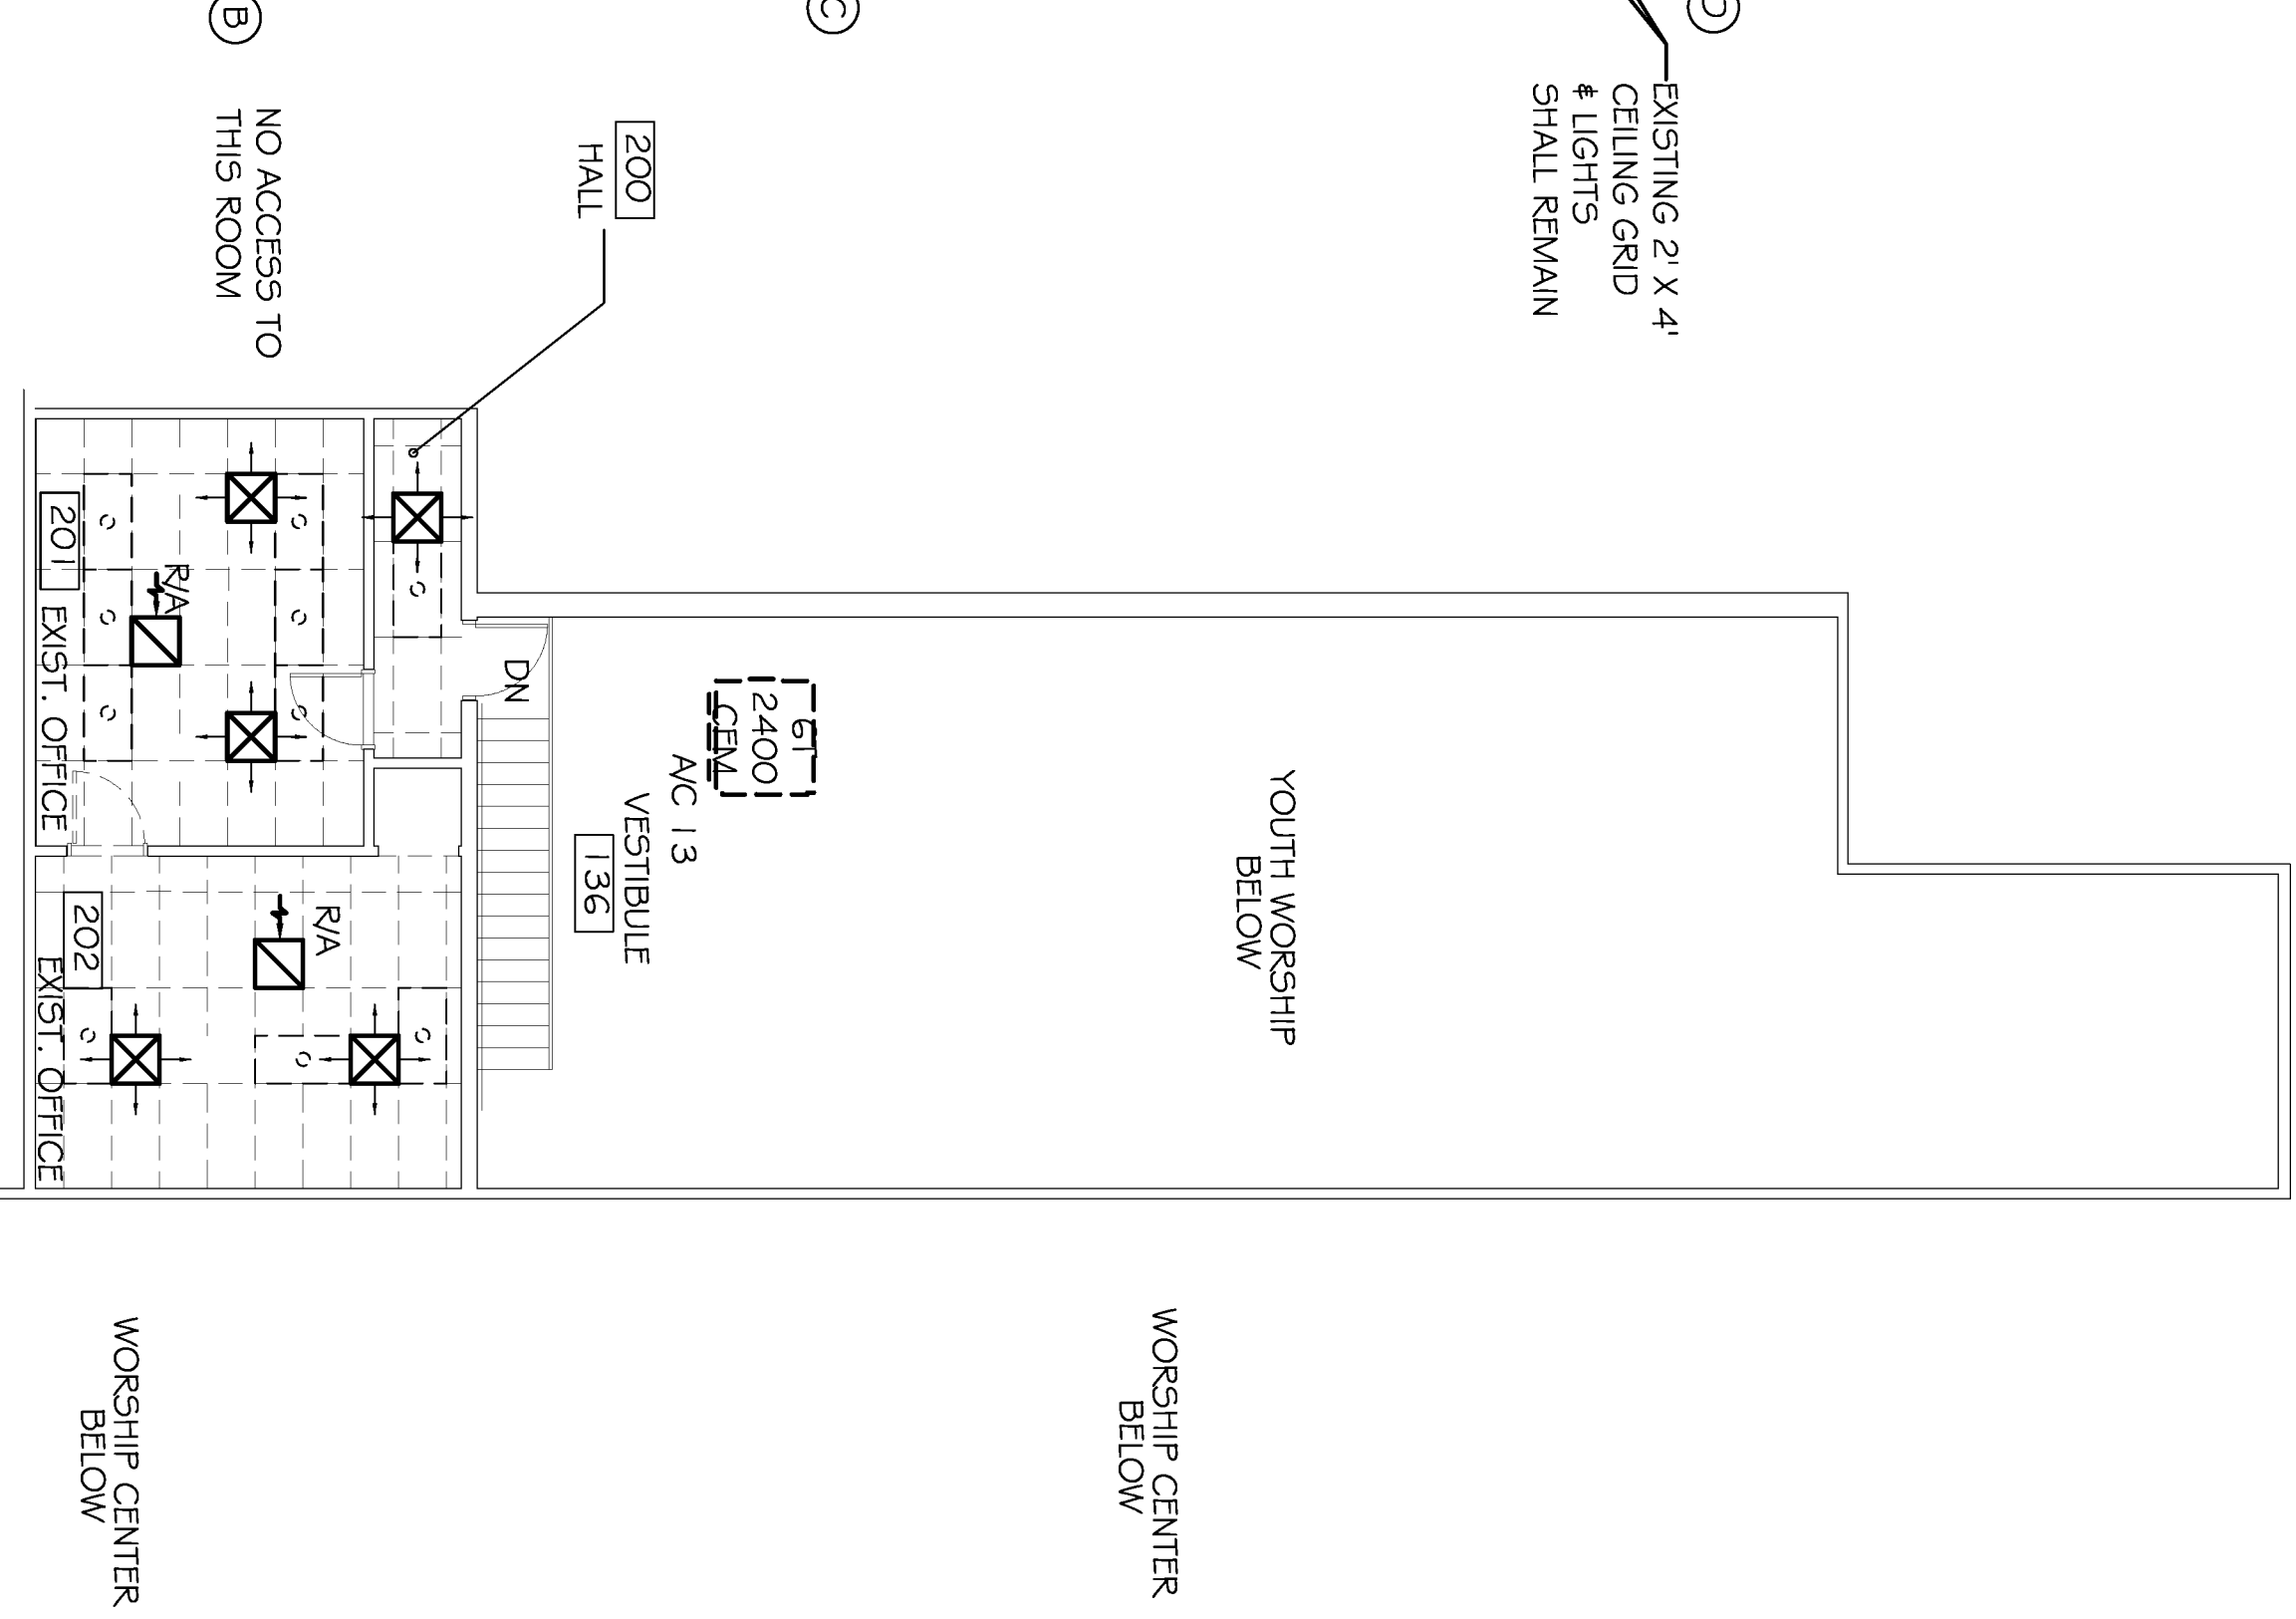 D
EXISTING 2' X 4'
CEILING GRID
& LIGHTS
SHALL REMAIN
C
B
200
HALL
NO ACCESS TO
THIS ROOM
YOUTH WORSHIP
BELOW
6T
2400
CFM
A/C 13
VESTIBULE
136
DN
R/A
201
EXIST. OFFICE
R/A
202
EXIST. OFFICE
WORSHIP CENTER
BELOW
WORSHIP CENTER
BELOW